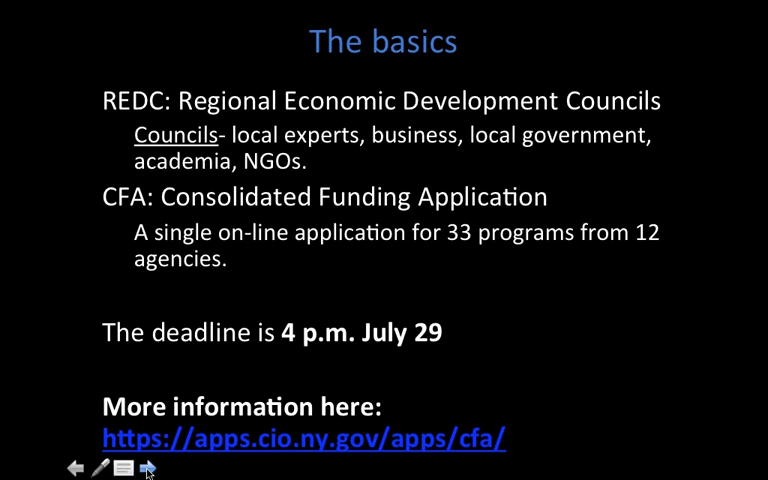 The basics
REDC: Regional Economic Development Councils
Councils- local experts, business, local government,
academia, NGOs.
CFA: Consolidated Funding Application
A single on-line application for 33 programs from 12
agencies.
The deadline is 4 p.m. July 29
More information here:
https://apps.cio.ny.gov/apps/cfa/